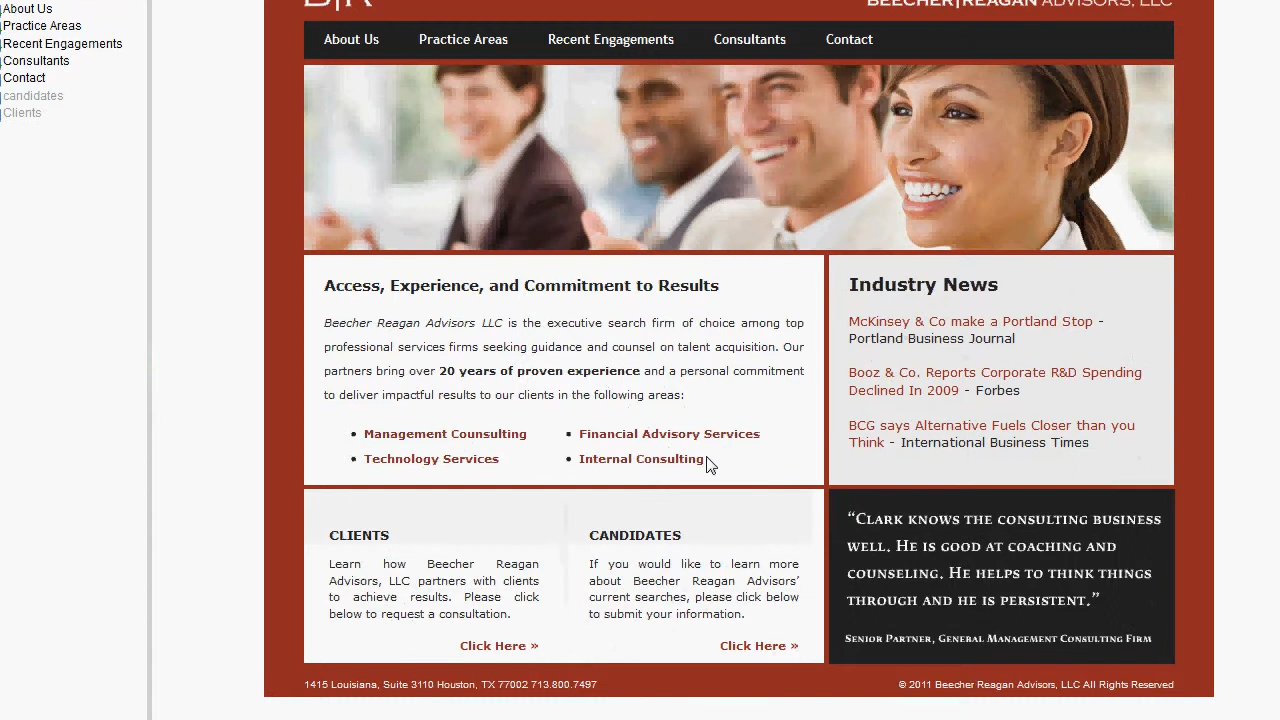 About Us
Practice Areas
Recent Engagements
Consultants
Contact
candidates
Clients
BEECHER|REAGAN ADVISORS, LLC
About Us Practice Areas Recent Engagements Consultants Contact
Access, Experience, and Commitment to Results
Beecher Reagan Advisors LLC is the executive search firm of choice among top
professional services firms seeking guidance and counsel on talent acquisition. Our
partners bring over 20 years of proven experience and a personal commitment
to deliver impactful results to our clients in the following areas:
• Management Counsulting • Financial Advisory Services
• Technology Services • Internal Consulting
Industry News
McKinsey & Co make a Portland Stop -
Portland Business Journal
Booz & Co. Reports Corporate R&D Spending
Declined In 2009 - Forbes
BCG says Alternative Fuels Closer than you
Think - International Business Times
CLIENTS
Learn how Beecher Reagan
Advisors, LLC partners with clients
to achieve results. Please click
below to request a consultation.
Click Here »
CANDIDATES
If you would like to learn more
about Beecher Reagan Advisors'
current searches, please click below
to submit your information.
Click Here »
“Clark knows the consulting business
well. He is good at coaching and
counseling. He helps to think things
through and he is persistent.”
Senior Partner, General Management Consulting Firm
1415 Louisiana, Suite 3110 Houston, TX 77002 713.800.7497
© 2011 Beecher Reagan Advisors, LLC All Rights Reserved